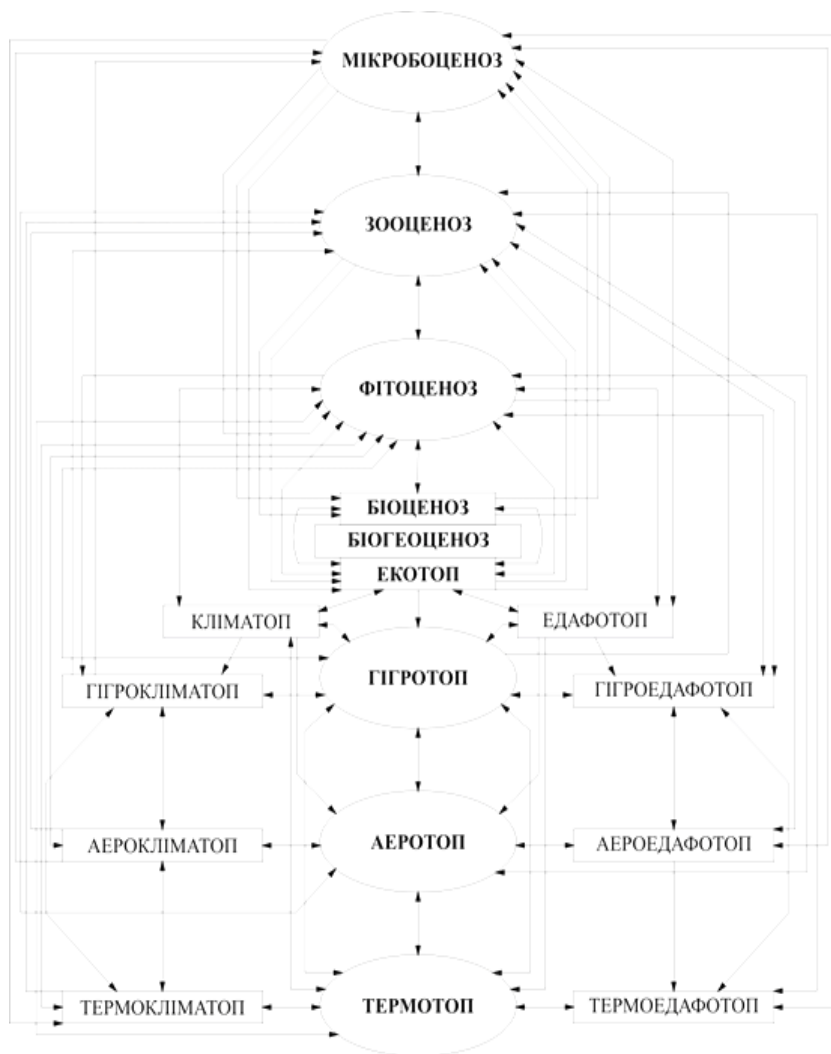 МІКРОБОЦЕНОЗ
ЗООЦЕНОЗ
ФІТОЦЕНОЗ
БІОЦЕНОЗ
БІОГЕОЦЕНОЗ
ЕКОТОП
КЛІМАТОП
ЕДАФОТОП
ГІГРОТОП
ГІГРОКЛІМАТОП
ГІГРОЕДАФОТОП
АЕРОКЛІМАТОП
АЕРОТОП
АЕРОЕДАФОТОП
ТЕРМОКЛІМАТОП
ТЕРМОТОП
ТЕРМОЕДАФОТОП